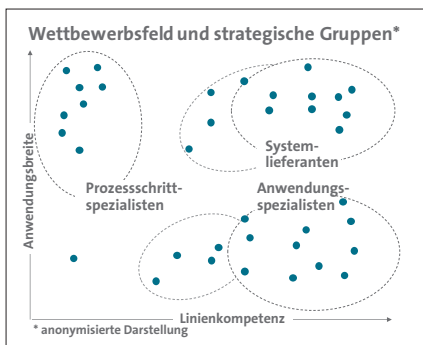 Wettbewerbsfeld und strategische Gruppen*
Anwendungsbreite
System-
lieferanten
Prozessschritt-
spezialisten
Anwendungs-
spezialisten
Linienkompetenz
* anonymisierte Darstellung